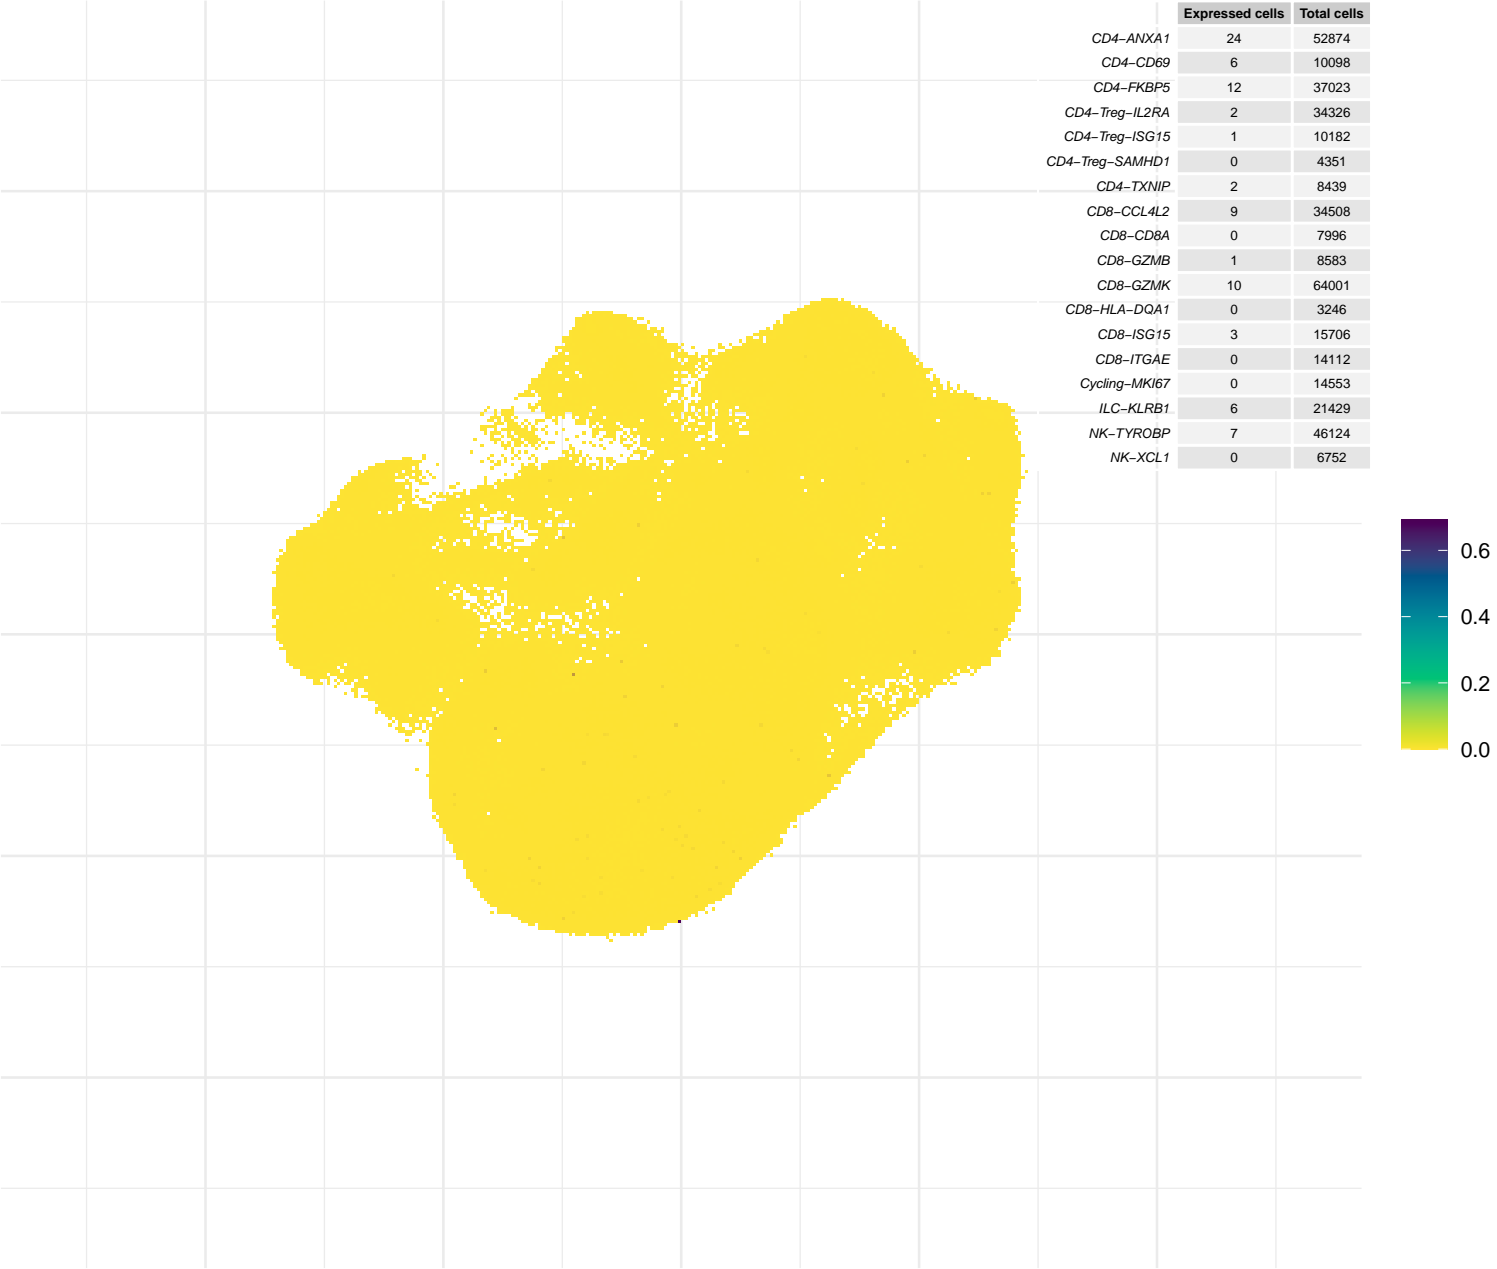 Expressed cells Total cells
CD4−ANXA1 24 52874
CD4−CD69 6 10098
CD4−FKBP5 12 37023
CD4−Treg−IL2RA 2 34326
CD4−Treg−ISG15 1 10182
CD4−Treg−SAMHD1 0 4351
CD4−TXNIP 2 8439
CD8−CCL4L2 9 34508
CD8−CD8A 0 7996
CD8−GZMB 1 8583
CD8−GZMK 10 64001
CD8−HLA−DQA1 0 3246
CD8−ISG15 3 15706
CD8−ITGAE 0 14112
Cycling−MKI67 0 14553
ILC−KLRB1 6 21429
NK−TYROBP 7 46124
NK−XCL1 0 6752
0.6
0.4
0.2
0.0